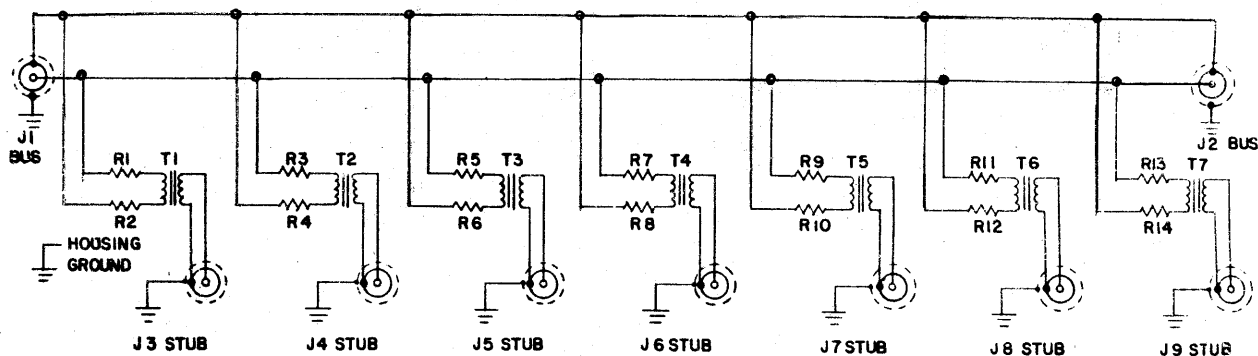 J1
BUS
J2 BUS
R1 T1
R2
R3 T2
R4
R5 T3
R6
R7 T4
R8
R9 T5
R10
R11 T6
R12
R13 T7
R14
HOUSING
GROUND
J3 STUB
J4 STUB
J5 STUB
J6 STUB
J7 STUB
J8 STUB
J9 STUB